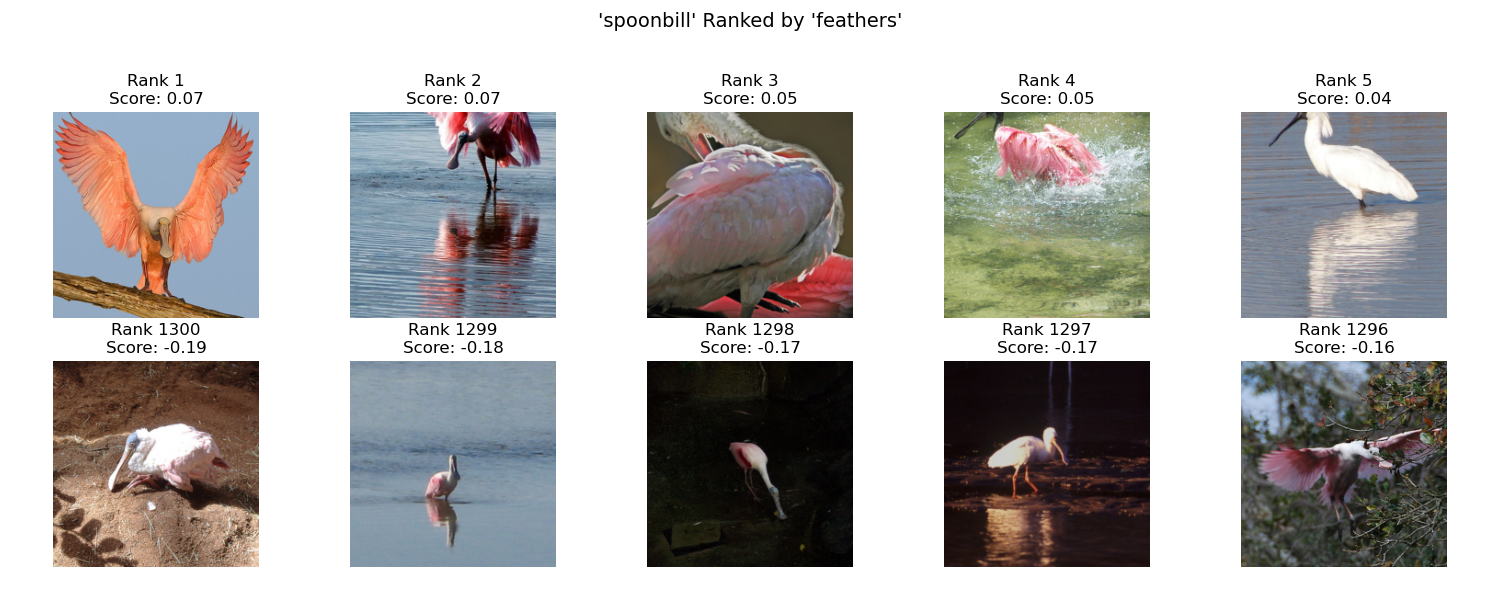 'spoonbill' Ranked by 'feathers'
Rank 1
Score: 0.07
Rank 2
Score: 0.07
Rank 3
Score: 0.05
Rank 4
Score: 0.05
Rank 5
Score: 0.04
Rank 1300
Score: -0.19
Rank 1299
Score: -0.18
Rank 1298
Score: -0.17
Rank 1297
Score: -0.17
Rank 1296
Score: -0.16